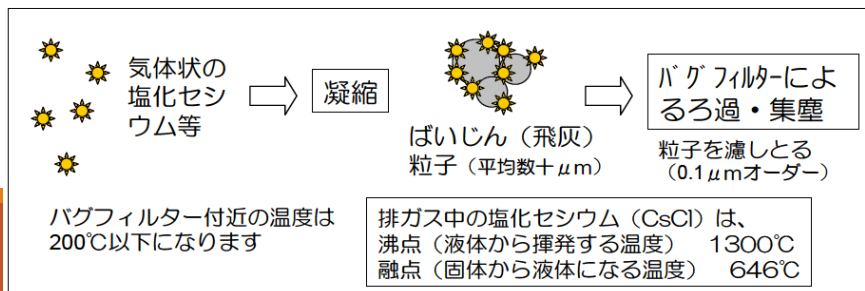 気体状の
塩化セシ
ウム等
凝縮
ばいじん（飛灰）
粒子（平均数十μm）
ﾊﾞｸﾞﾌｨﾙﾀｰによ
るろ過・集塵
粒子を濾しとる
（0.1μmオーダー）
バグフィルター付近の温度は
200℃以下になります
排ガス中の塩化セシウム（CsCl）は、
沸点（液体から揮発する温度）　1300℃
融点（固体から液体になる温度）　646℃